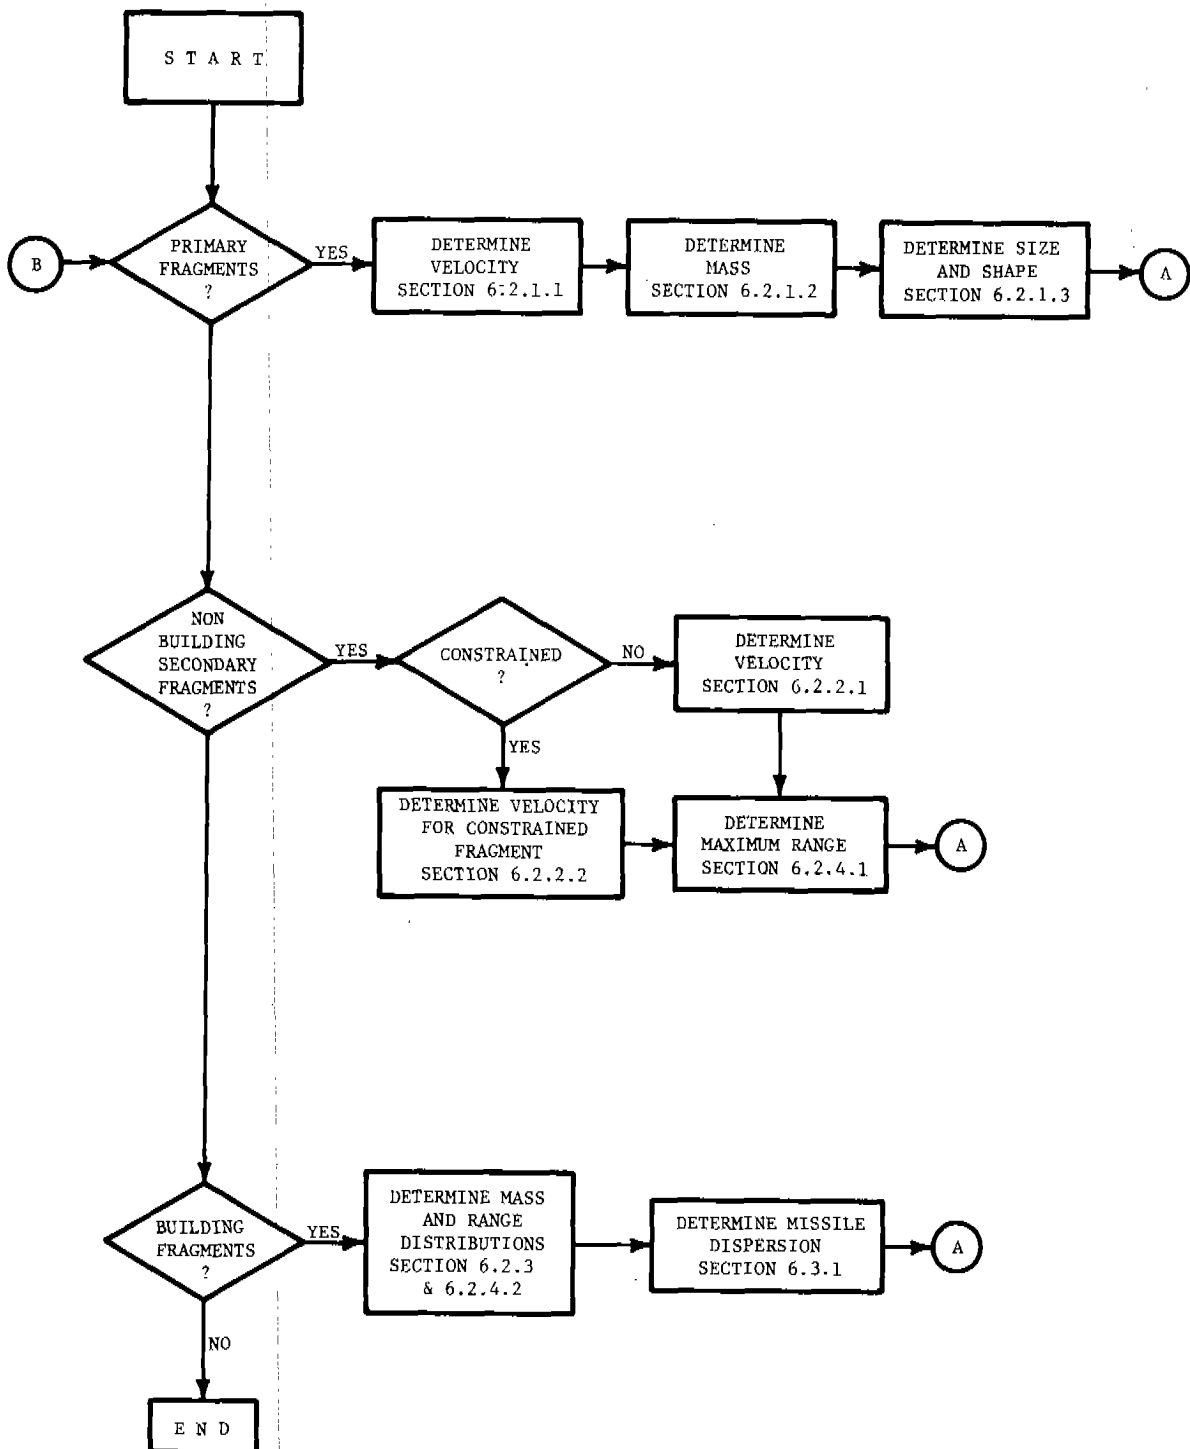 S T A R T
B
PRIMARY
FRAGMENTS
?
YES
DETERMINE
VELOCITY
SECTION 6.2.1.1
DETERMINE
MASS
SECTION 6.2.1.2
DETERMINE SIZE
AND SHAPE
SECTION 6.2.1.3
A
NON
BUILDING
SECONDARY
FRAGMENTS
?
YES
CONSTRAINED
?
NO
DETERMINE
VELOCITY
SECTION 6.2.2.1
YES
DETERMINE VELOCITY
FOR CONSTRAINED
FRAGMENT
SECTION 6.2.2.2
DETERMINE
MAXIMUM RANGE
SECTION 6.2.4.1
A
BUILDING
FRAGMENTS
?
YES
DETERMINE MASS
AND RANGE
DISTRIBUTIONS
SECTION 6.2.3
& 6.2.4.2
DETERMINE MISSILE
DISPERSION
SECTION 6.3.1
A
NO
E N D